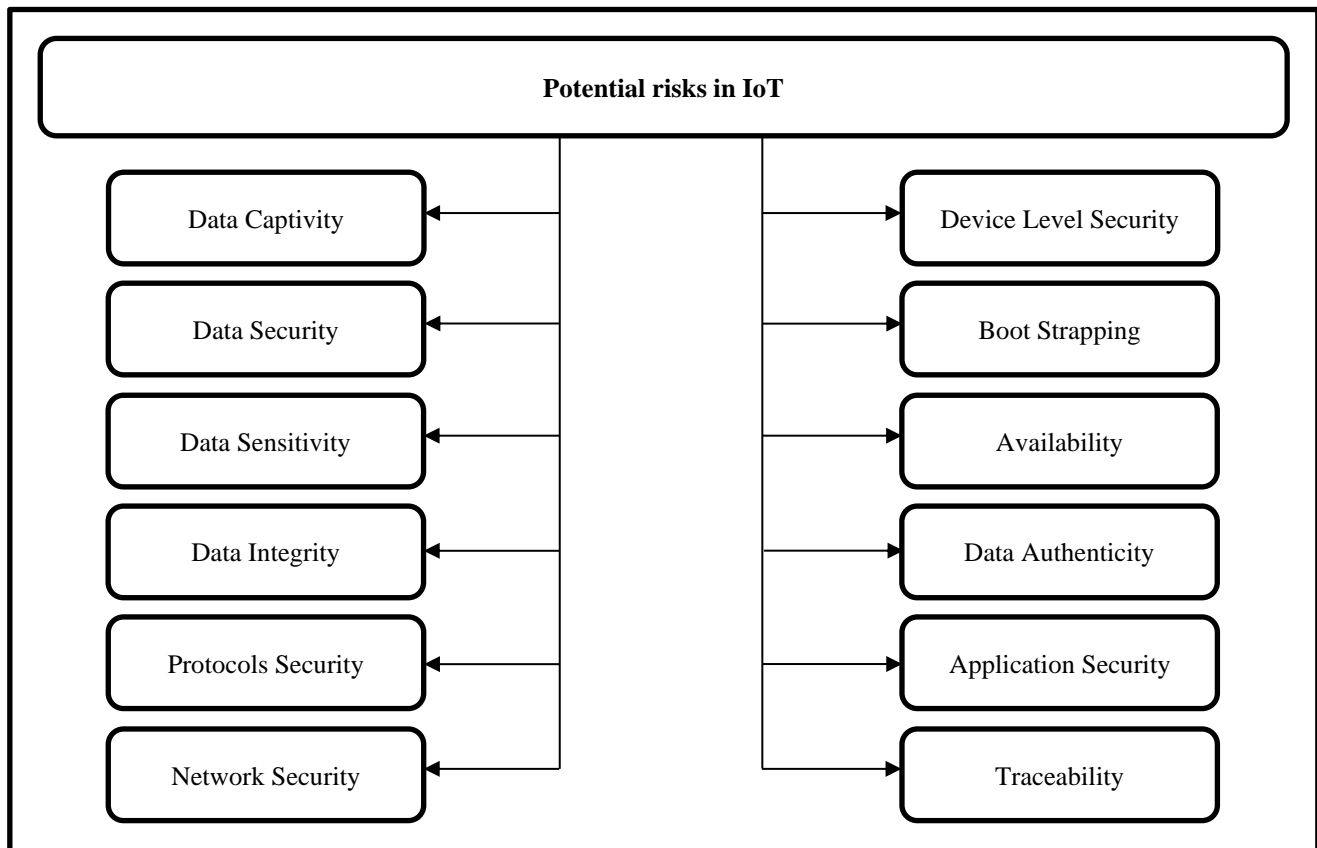 Potential risks in IoT
Data Captivity
Data Security
Data Sensitivity
Data Integrity
Protocols Security
Network Security
Device Level Security
Boot Strapping
Availability
Data Authenticity
Application Security
Traceability